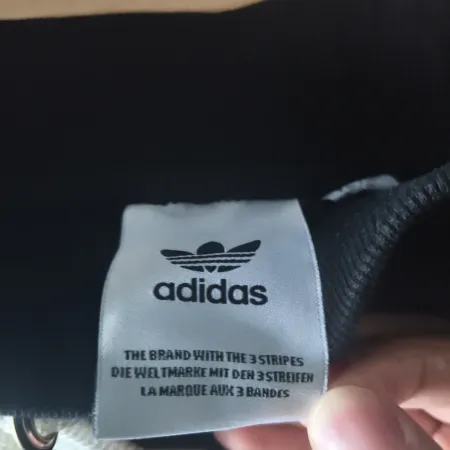 adidas
THE BRAND WITH THE 3 STRIPES
DIE WELTMARKE MIT DEN 3 STREIFEN
LA MARQUE AUX 3 BANDES